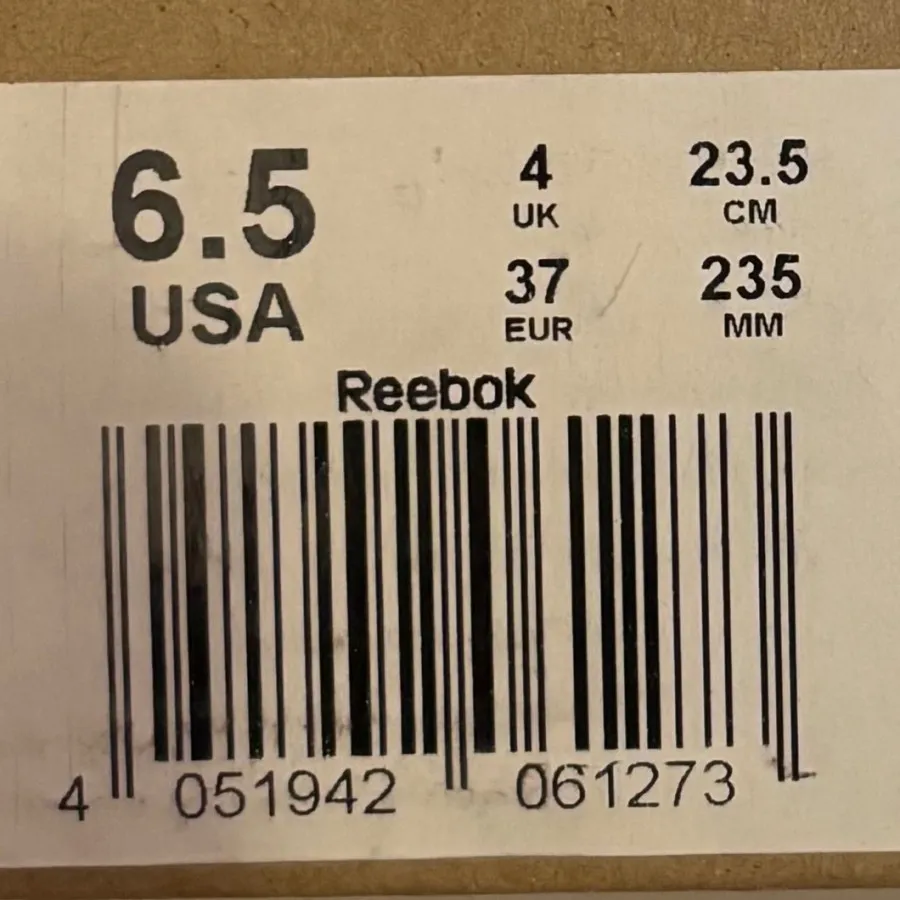 6.5
USA
4
UK
37
EUR
23.5
CM
235
MM
Reebok
4 051942 061273